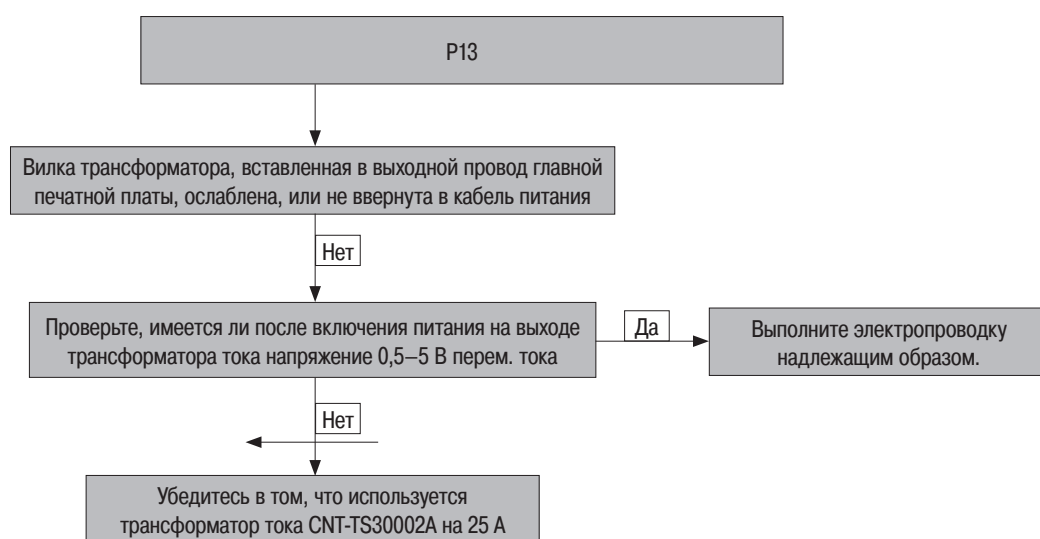 P13
Вилка трансформатора, вставленная в выходной провод главной
печатной платы, ослаблена, или не ввернута в кабель питания
Нет
Проверьте, имеется ли после включения питания на выходе
трансформатора тока напряжение 0,5–5 В перем. тока
Да
Выполните электропроводку
надлежащим образом.
Нет
Убедитесь в том, что используется
трансформатор тока CNT-TS30002A на 25 А